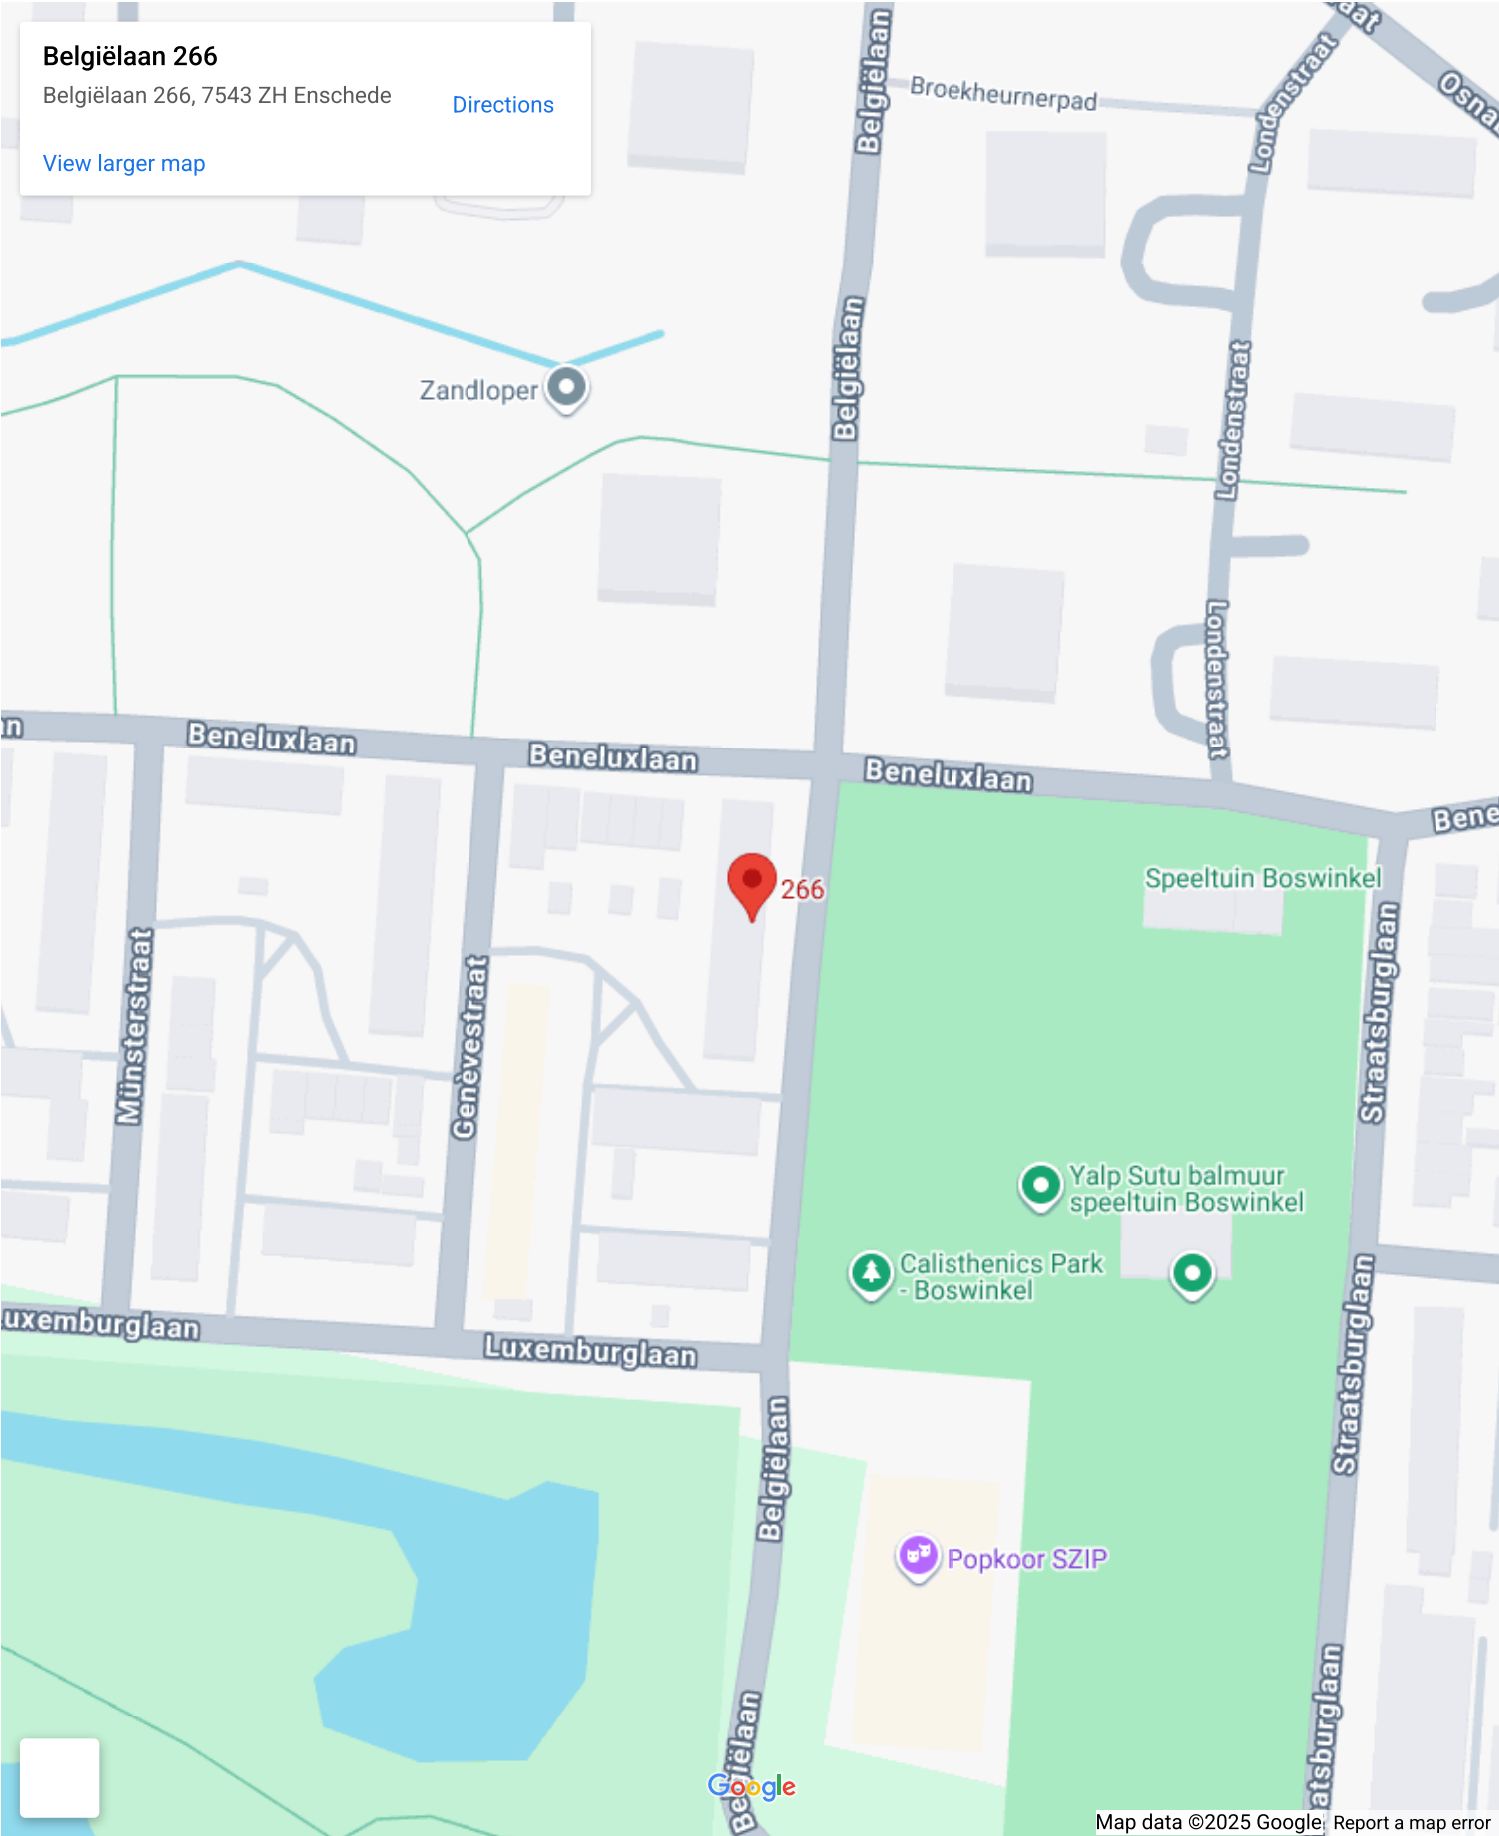 Belgiëlaan 266
Belgiëlaan 266, 7543 ZH Enschede
Directions
View larger map
Belgiëlaan
Broekheurnerpad
Londenstraat
Zandloper
Belgiëlaan
Londenstraat
Londenstraat
Beneluxlaan
Beneluxlaan
Beneluxlaan
Bene
266
Speeltuin Boswinkel
Münsterstraat
Genèvestraat
Straatsburglaan
Yalp Sutu balmuur
speeltuin Boswinkel
Calisthenics Park
- Boswinkel
uxemburglaan
Luxemburglaan
Straatsburglaan
Belgiëlaan
Popkoor SZIP
Belgiëlaan
atsburglaan
Google
Map data ©2025 Google
Report a map error